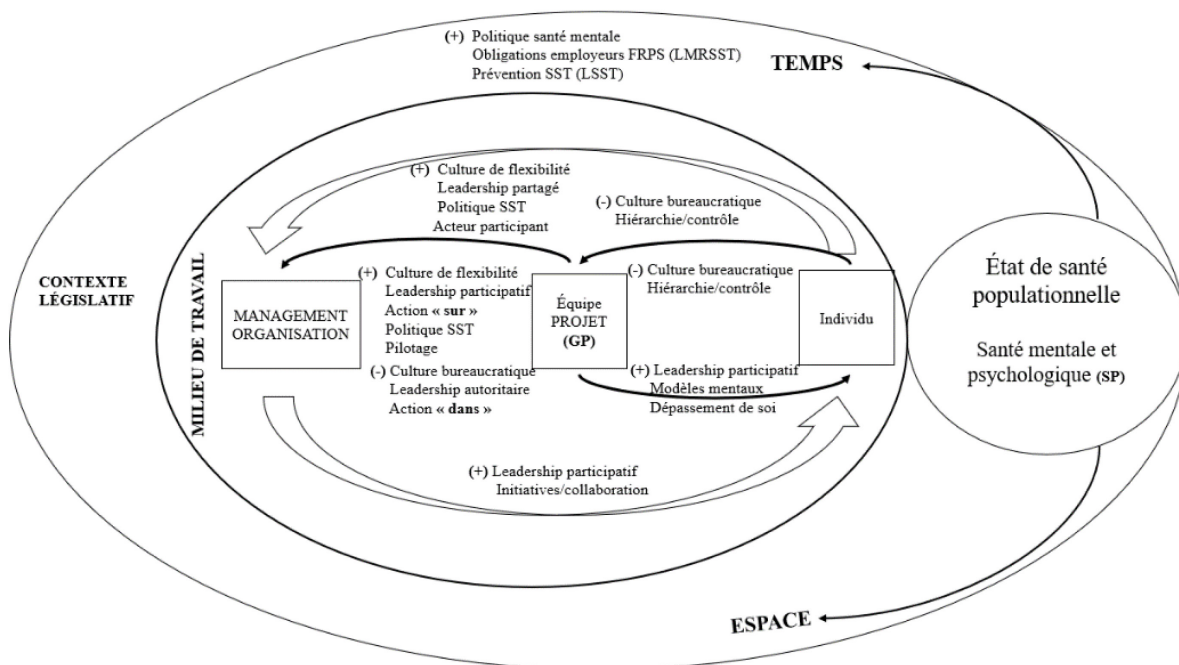 (+) Politique santé mentale
Obligations employeurs FRPS (LMRSST)
Prévention SST (LSST)
TEMPS
(+) Culture de flexibilité
Leadership partagé
Politique SST
Acteur participant
(-) Culture bureaucratique
Hiérarchie/contrôle
CONTEXTE
LÉGISLATIF
MILIEU DE TRAVAIL
MANAGEMENT
ORGANISATION
(+) Culture de flexibilité
Leadership participatif
Action « sur »
Politique SST
Pilotage
(-) Culture bureaucratique
Leadership autoritaire
Action « dans »
Équipe
PROJET
(GP)
(-) Culture bureaucratique
Hiérarchie/contrôle
(+) Leadership participatif
Modèles mentaux
Dépassement de soi
Individu
État de santé
populationnelle
Santé mentale et
psychologique (SP)
(+) Leadership participatif
Initiatives/collaboration
ESPACE